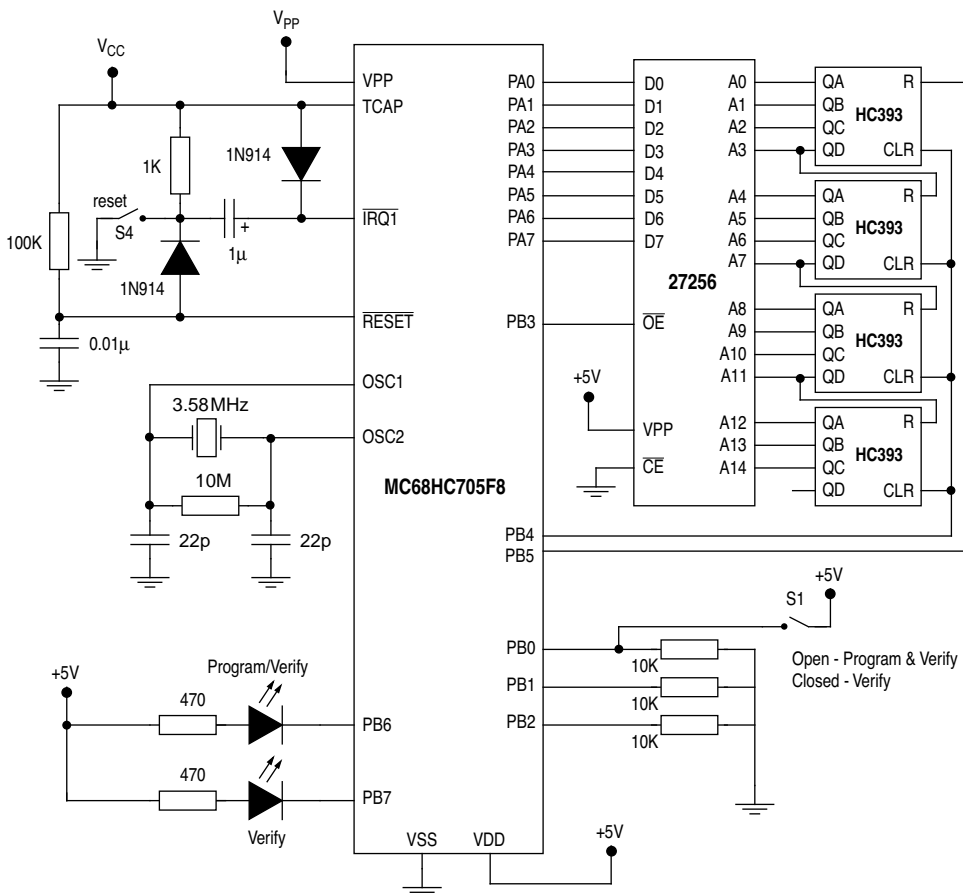 VPP
VCC
VPP
TCAP
1K
1N914
reset
S4
100K
1µ
+
IRQ1
1N914
RESET
0.01µ
OSC1
3.58MHz
OSC2
10M
22p
22p
MC68HC705F8
+5V
Program/Verify
470
PB6
470
PB7
Verify
VSS
VDD
+5V
PA0
PA1
PA2
PA3
PA4
PA5
PA6
PA7
PB3
PB4
PB5
PB0
PB1
PB2
D0
D1
D2
D3
D4
D5
D6
D7
27256
OE
+5V
VPP
CE
A0
A1
A2
A3
A4
A5
A6
A7
A8
A9
A10
A11
A12
A13
A14
QA R
QB HC393
QC
QD CLR
QA R
QB HC393
QC
QD CLR
QA R
QB HC393
QC
QD CLR
QA R
QB HC393
QC
QD CLR
+5V
S1
Open - Program & Verify
Closed - Verify
10K
10K
10K